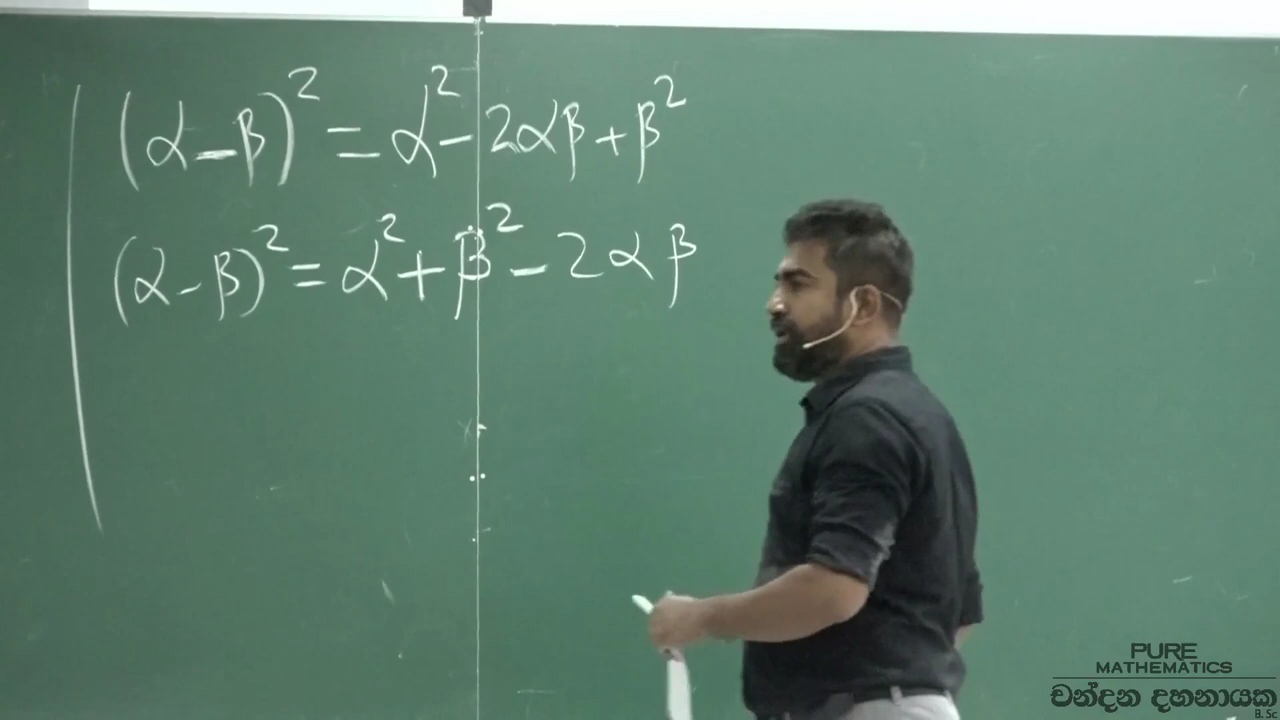 (α - β)² = α² - 2αβ + β²
(α - β)² = α² + β² - 2αβ
PURE
MATHEMATICS
චන්දන දහනායක
B.Sc